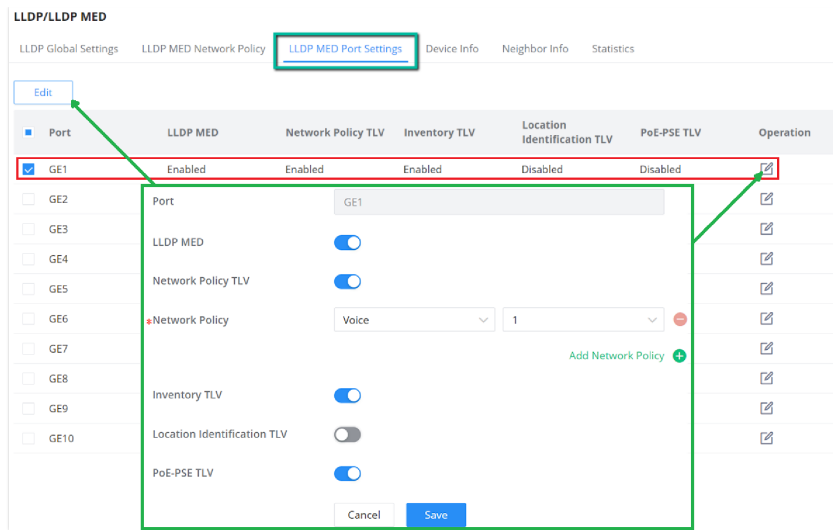 LLDP/LLDP MED
LLDP Global Settings LLDP MED Network Policy LLDP MED Port Settings Device Info Neighbor Info Statistics
Edit
Port LLDP MED Network Policy TLV Inventory TLV Location Identification TLV PoE-PSE TLV Operation
GE1 Enabled Enabled Enabled Disabled Disabled
GE2
GE3
GE4
GE5
GE6
GE7
GE8
GE9
GE10
Port GE1
LLDP MED
Network Policy TLV
*Network Policy Voice 1
Add Network Policy
Inventory TLV
Location Identification TLV
PoE-PSE TLV
Cancel Save